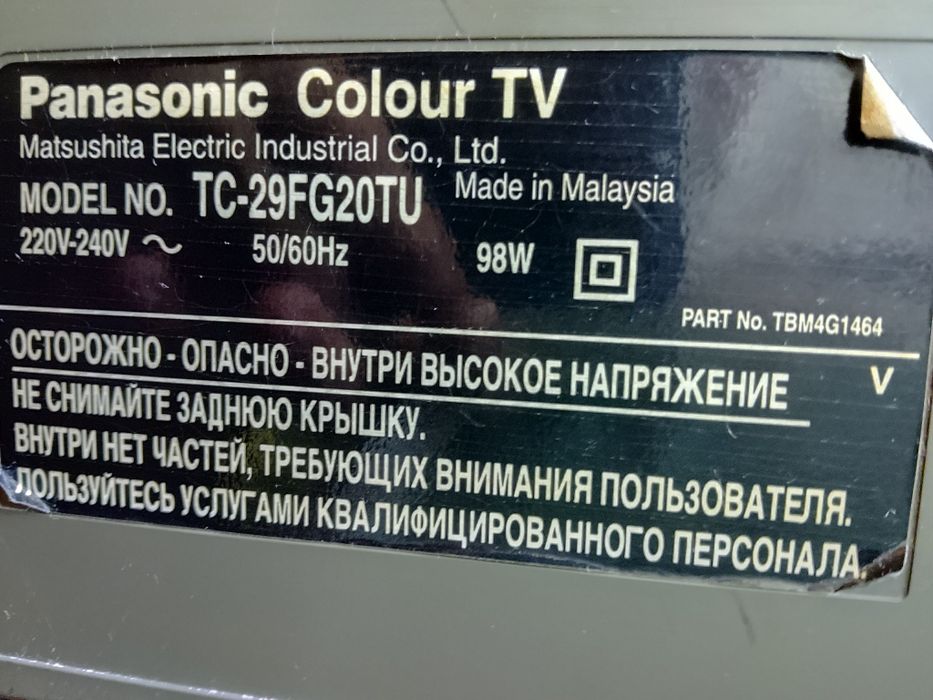 Panasonic Colour TV
Matsushita Electric Industrial Co., Ltd.
MODEL NO. TC-29FG20TU Made in Malaysia
220V-240V ~ 50/60Hz 98W
PART No. TBM4G1464
ОСТОРОЖНО - ОПАСНО - ВНУТРИ ВЫСОКОЕ НАПРЯЖЕНИЕ V
НЕ СНИМАЙТЕ ЗАДНЮЮ КРЫШКУ.
ВНУТРИ НЕТ ЧАСТЕЙ, ТРЕБУЮЩИХ ВНИМАНИЯ ПОЛЬЗОВАТЕЛЯ.
ПОЛЬЗУЙТЕСЬ УСЛУГАМИ КВАЛИФИЦИРОВАННОГО ПЕРСОНАЛА.